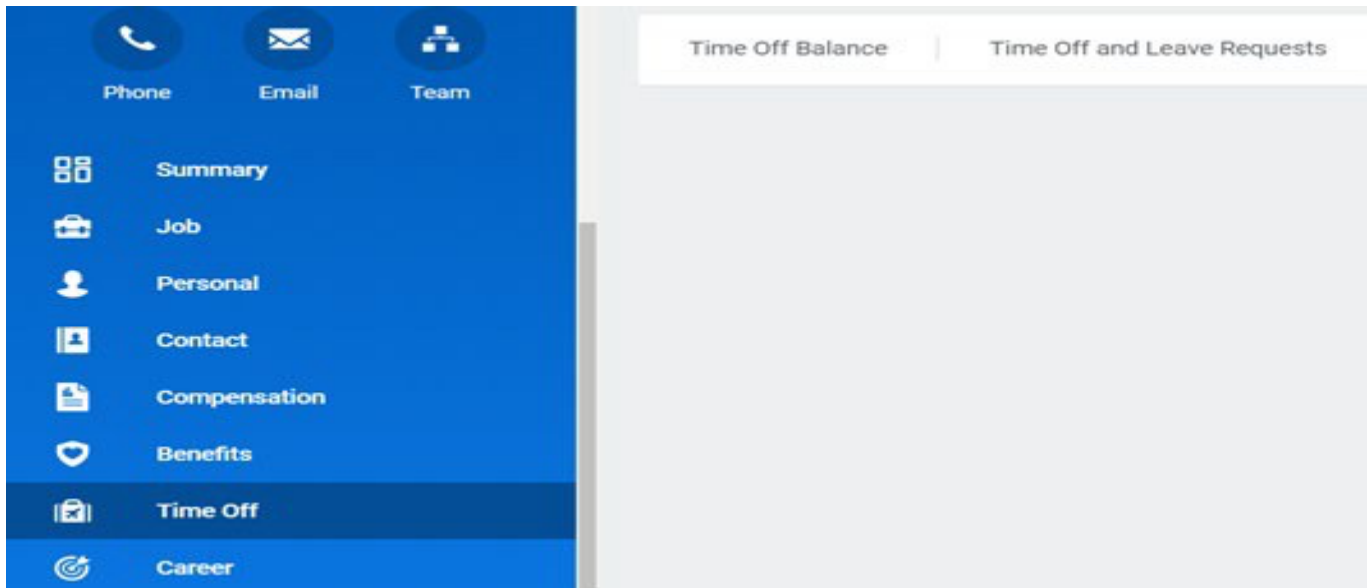 Phone Email Team
Summary
Job
Personal
Contact
Compensation
Benefits
Time Off
Career
Time Off Balance
Time Off and Leave Requests